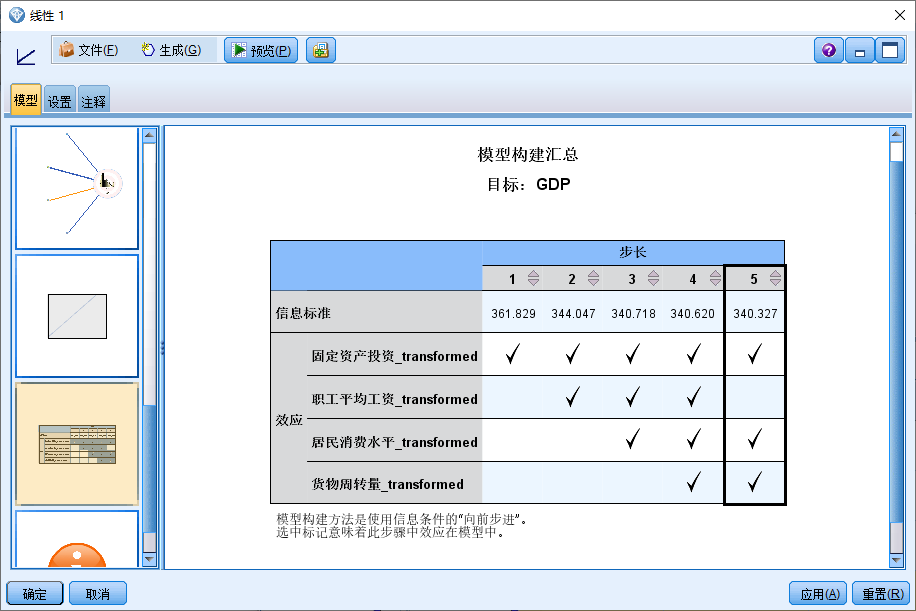 线性 1
文件(F) 生成(G) 预览(P)
模型 设置 注释
模型构建汇总
目标：GDP
步长
1 2 3 4 5
信息标准 361.829 344.047 340.718 340.620 340.327
效应
固定资产投资_transformed ✓ ✓ ✓ ✓ ✓
职工平均工资_transformed ✓ ✓ ✓
居民消费水平_transformed ✓ ✓ ✓
货物周转量_transformed ✓ ✓
模型构建方法是使用信息条件的“向前步进”。
选中标记意味着此步骤中效应在模型中。
确定 取消 应用(A) 重置(R)